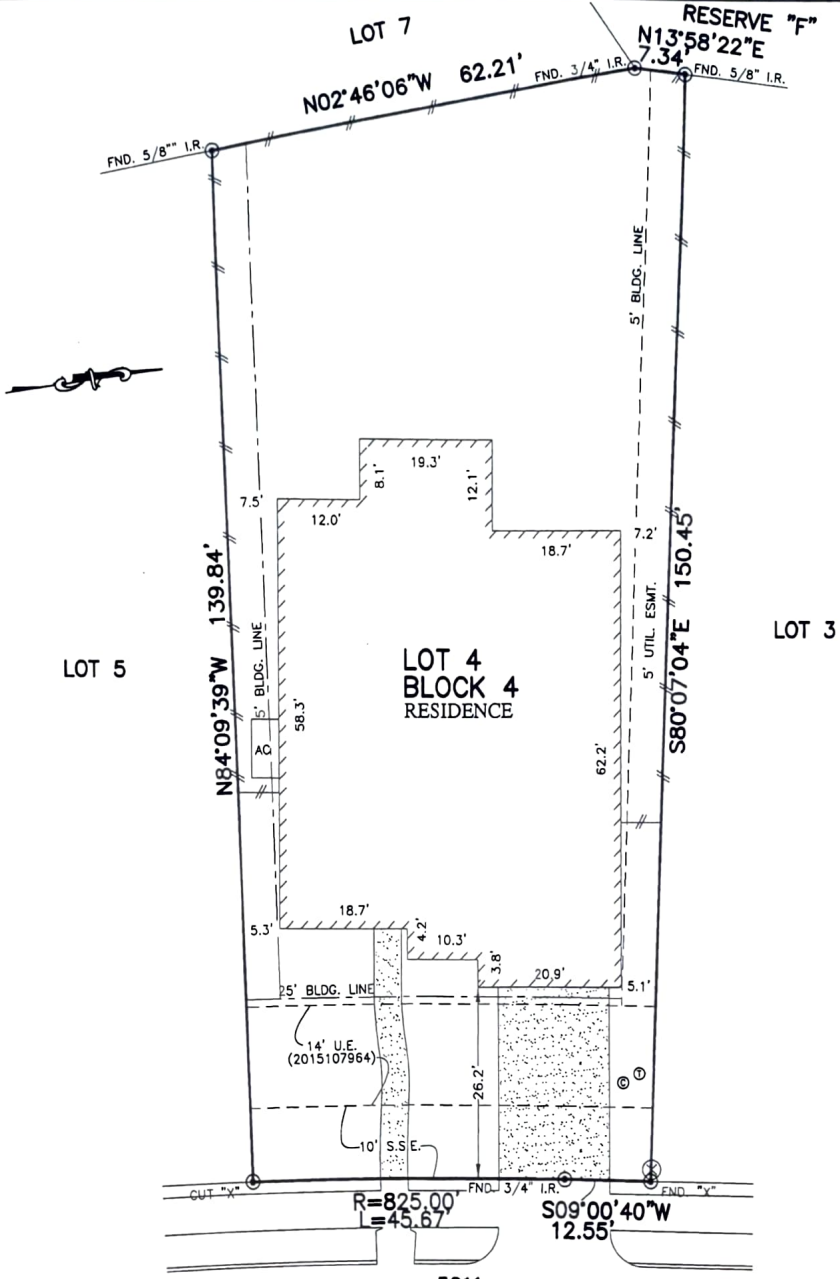 LOT 7
RESERVE "F"
N13°58'22"E
7.34'
N02°46'06"W 62.21'
FND. 3/4" I.R.
FND. 5/8" I.R.
FND. 5/8"" I.R.
5' BLDG. LINE
19.3'
8.1'
12.1'
7.5'
12.0'
18.7'
7.2'
N84°09'39"W 139.84'
S80°07'04"E 150.45'
5' UTIL. ESMT.
LOT 5
LOT 3
LOT 4
BLOCK 4
RESIDENCE
5' BLDG. LINE
58.3'
AC
62.2'
18.7'
4.2'
5.3'
10.3'
3.8'
20.9'
5.1'
25' BLDG. LINE
14' U.E.
(2015107964)
26.2'
C
T
10' S.S.E.
CUT "X"
FND. 3/4" I.R.
FND. "X"
R=825.00'
L=45.67'
S09°00'40"W
12.55'